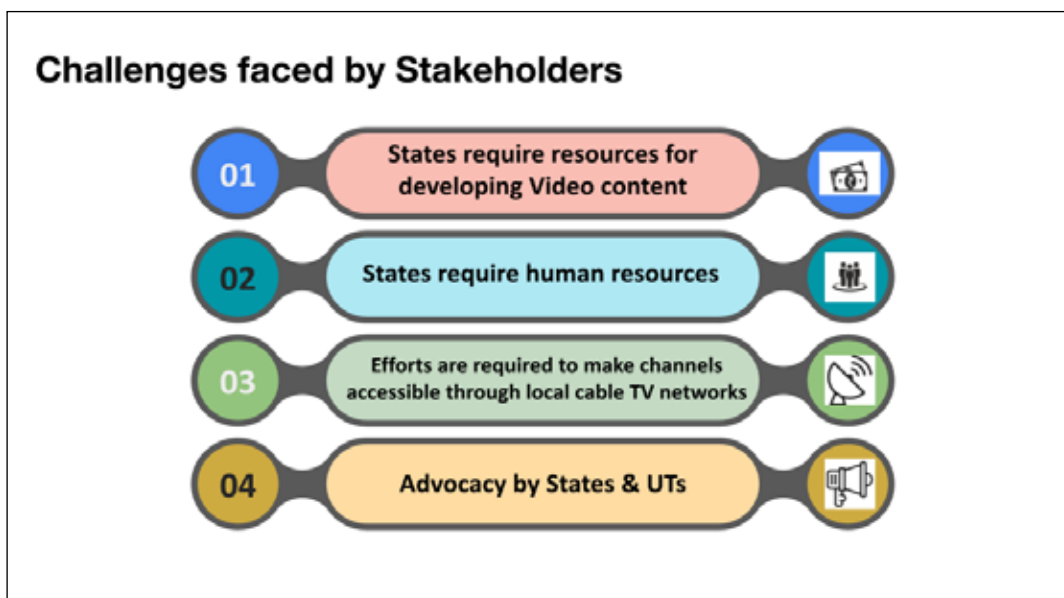 Challenges faced by Stakeholders
01
States require resources for
developing Video content
02
States require human resources
03
Efforts are required to make channels
accessible through local cable TV networks
04
Advocacy by States & UTs